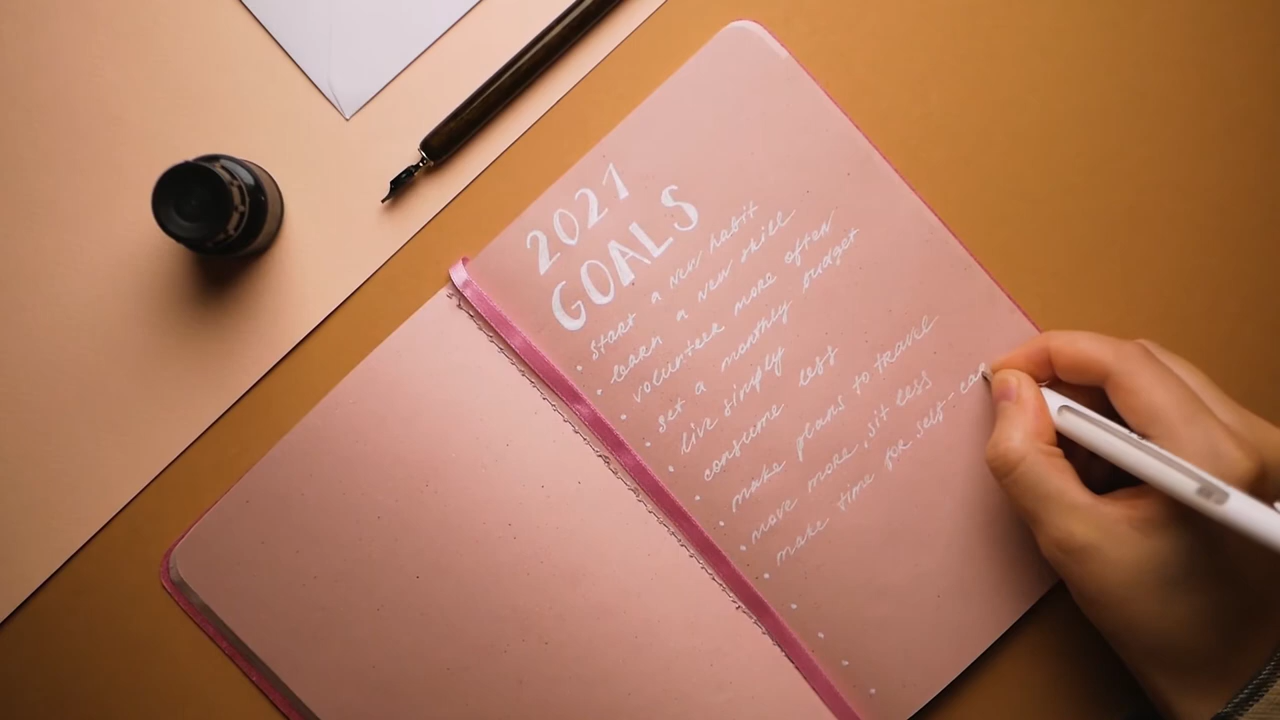 2021
GOALS
• start a new habit
• learn a new skill
• volunteer more often
• set a monthly budget
• live simply
• consume less
• make plans to travel
• move more, sit less
• make time for self-car